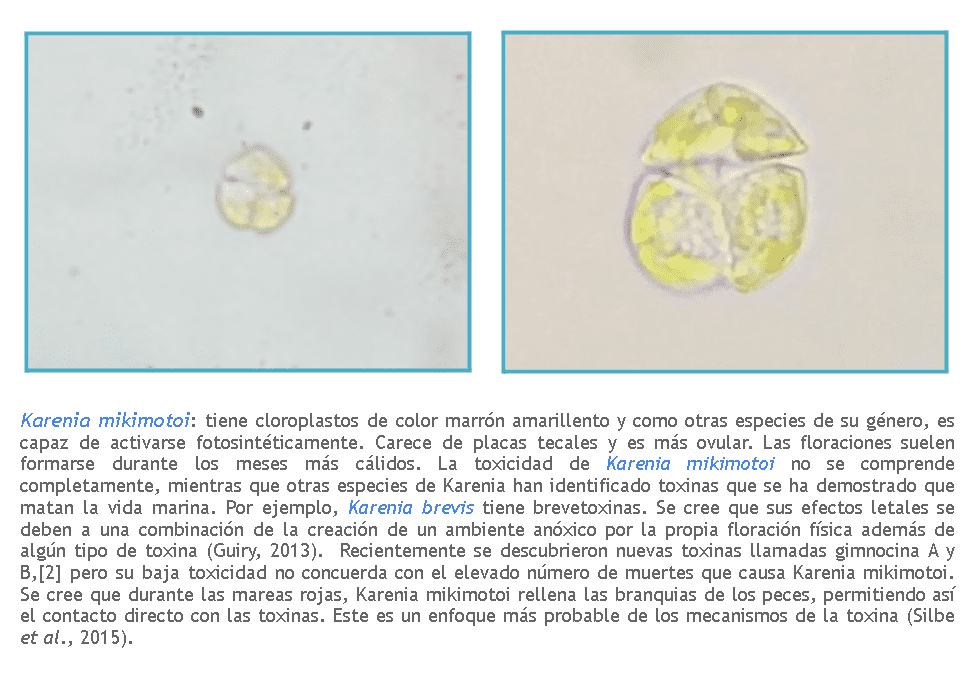 Karenia mikimotoi: tiene cloroplastos de color marrón amarillento y como otras especies de su género, es
capaz de activarse fotosintéticamente. Carece de placas tecales y es más ovular. Las floraciones suelen
formarse durante los meses más cálidos. La toxicidad de Karenia mikimotoi no se comprende
completamente, mientras que otras especies de Karenia han identificado toxinas que se ha demostrado que
matan la vida marina. Por ejemplo, Karenia brevis tiene brevetoxinas. Se cree que sus efectos letales se
deben a una combinación de la creación de un ambiente anóxico por la propia floración física además de
algún tipo de toxina (Guiry, 2013). Recientemente se descubrieron nuevas toxinas llamadas gimnocina A y
B,[2] pero su baja toxicidad no concuerda con el elevado número de muertes que causa Karenia mikimotoi.
Se cree que durante las mareas rojas, Karenia mikimotoi rellena las branquias de los peces, permitiendo así
el contacto directo con las toxinas. Este es un enfoque más probable de los mecanismos de la toxina (Silbe
et al., 2015).